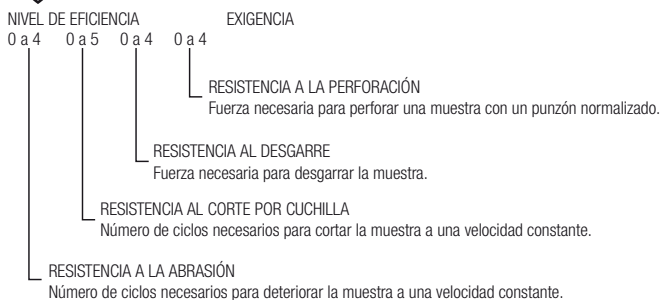 NIVEL DE EFICIENCIA EXIGENCIA
0 a 4 0 a 5 0 a 4 0 a 4
RESISTENCIA A LA PERFORACIÓN
Fuerza necesaria para perforar una muestra con un punzón normalizado.
RESISTENCIA AL DESGARRE
Fuerza necesaria para desgarrar la muestra.
RESISTENCIA AL CORTE POR CUCHILLA
Número de ciclos necesarios para cortar la muestra a una velocidad constante.
RESISTENCIA A LA ABRASIÓN
Número de ciclos necesarios para deteriorar la muestra a una velocidad constante.